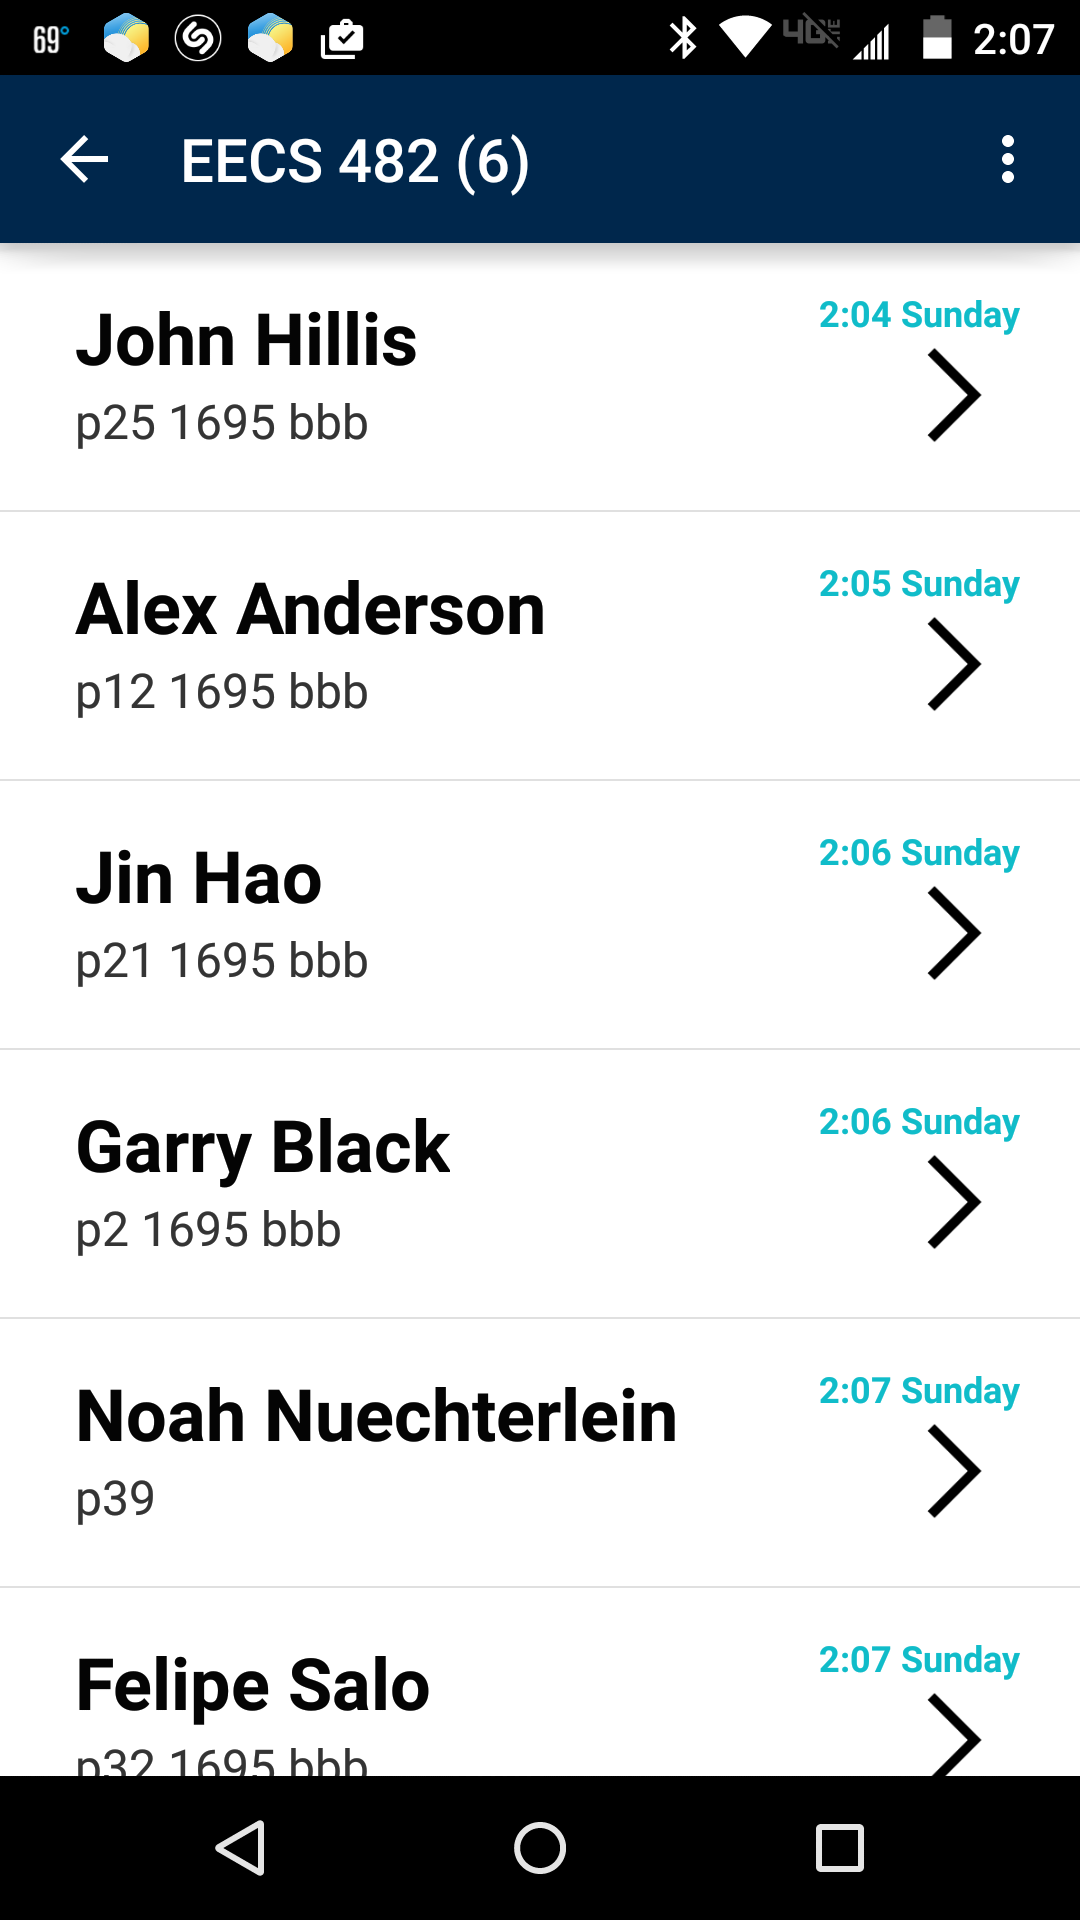 69°
4G LTE
2:07
EECS 482 (6)
John Hillis
2:04 Sunday
p25 1695 bbb
Alex Anderson
2:05 Sunday
p12 1695 bbb
Jin Hao
2:06 Sunday
p21 1695 bbb
Garry Black
2:06 Sunday
p2 1695 bbb
Noah Nuechterlein
2:07 Sunday
p39
Felipe Salo
2:07 Sunday
p32 1695 bbb